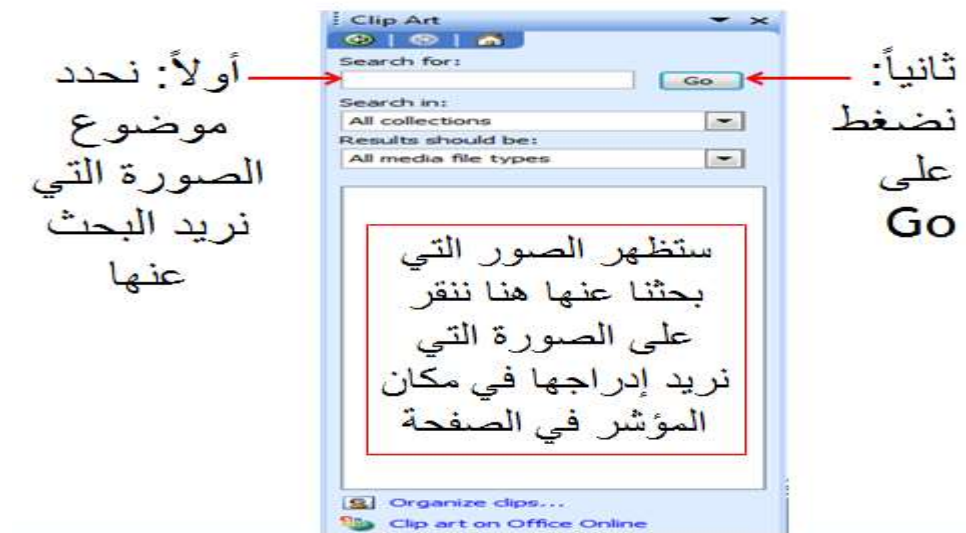 Clip Art
Search for:
Go
Search in:
All collections
Results should be:
All media file types
أولاً: نحدد
موضوع
الصورة التي
نريد البحث
عنها
ثانياً:
نضغط
على
Go
ستظهر الصور التي
بحثنا عنها هنا ننقر
على الصورة التي
نريد إدراجها في مكان
المؤشر في الصفحة
Organize clips...
Clip art on Office Online